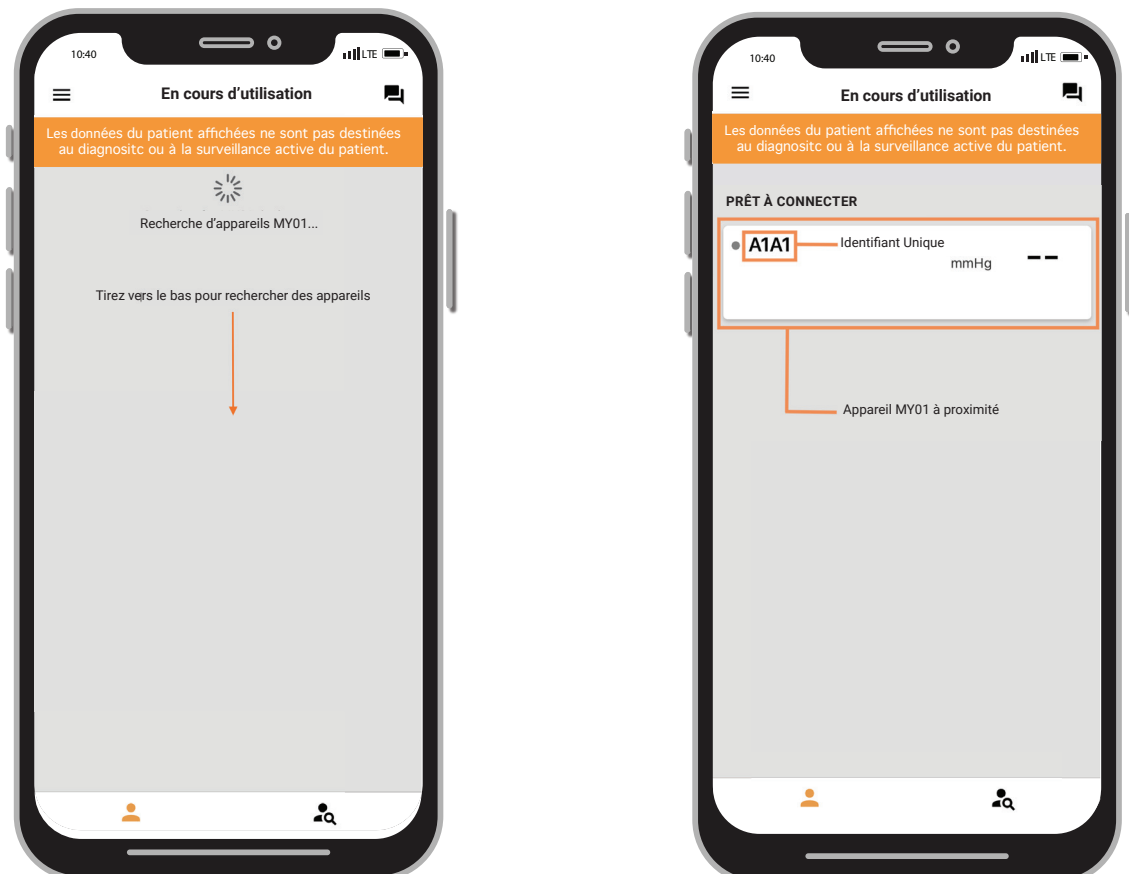 10:40
LTE
En cours d'utilisation
Les données du patient affichées ne sont pas destinées
au diagnositc ou à la surveillance active du patient.
Recherche d'appareils MY01...
Tirez vers le bas pour rechercher des appareils
10:40
LTE
En cours d'utilisation
Les données du patient affichées ne sont pas destinées
au diagnositc ou à la surveillance active du patient.
PRÊT À CONNECTER
A1A1
Identifiant Unique
mmHg
--
Appareil MY01 à proximité